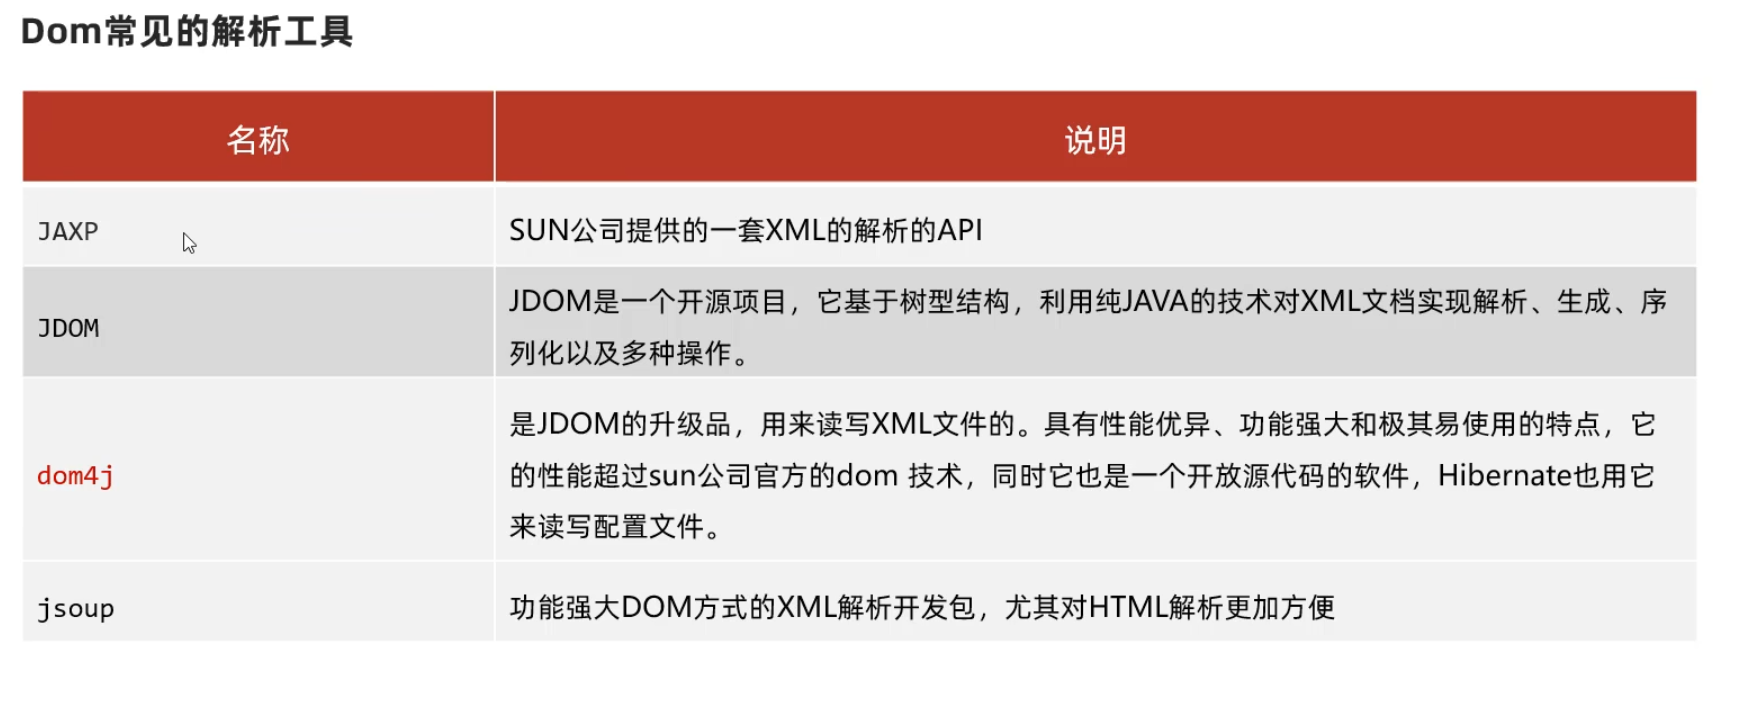 Dom常见的解析工具
名称
说明
JAXP
SUN公司提供的一套XML的解析的API
JDOM
JDOM是一个开源项目，它基于树型结构，利用纯JAVA的技术对XML文档实现解析、生成、序
列化以及多种操作。
dom4j
是JDOM的升级品，用来读写XML文件的。具有性能优异、功能强大和极其易使用的特点，它
的性能超过sun公司官方的dom 技术，同时它也是一个开放源代码的软件，Hibernate也用它
来读写配置文件。
jsoup
功能强大DOM方式的XML解析开发包，尤其对HTML解析更加方便